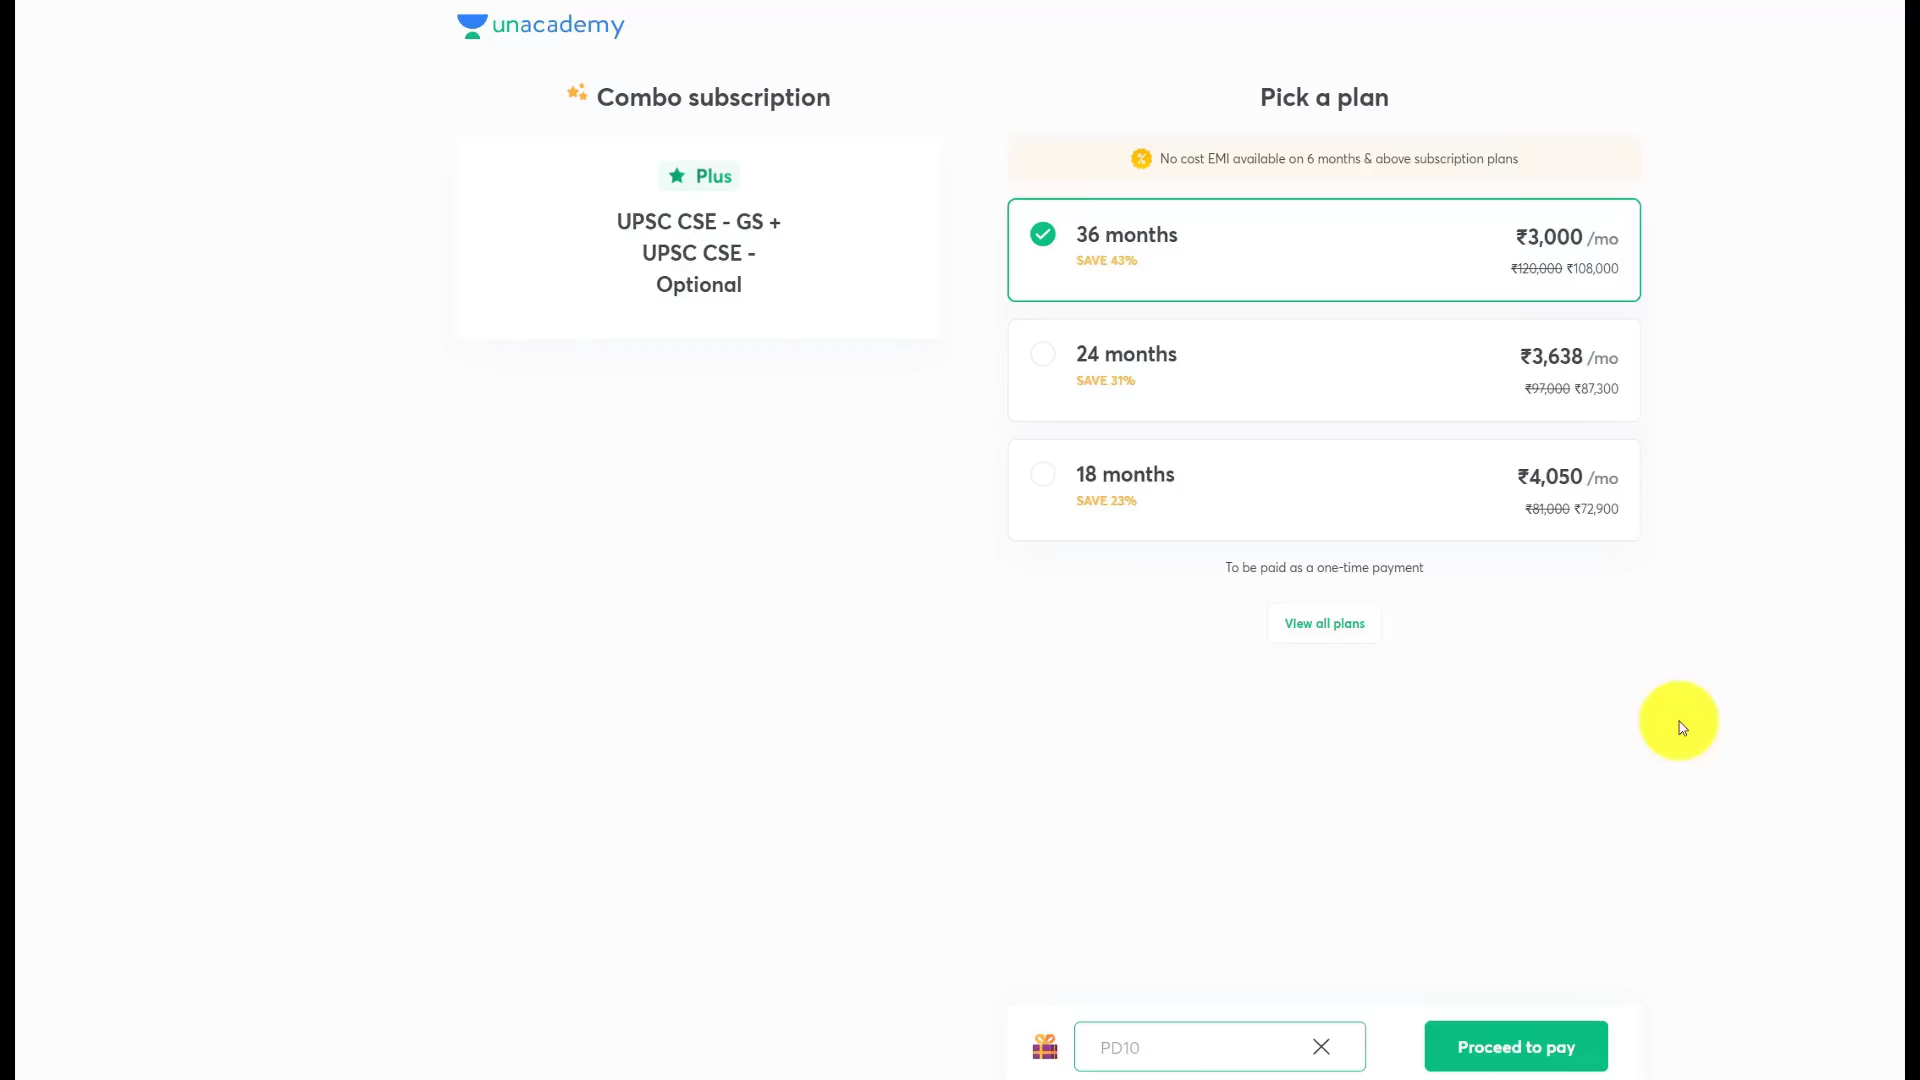 unacademy
Combo subscription
Plus
UPSC CSE - GS +
UPSC CSE -
Optional
Pick a plan
No cost EMI available on 6 months & above subscription plans
36 months
₹3,000 /mo
SAVE 43%
₹120,000 ₹108,000
24 months
₹3,638 /mo
SAVE 31%
₹97,000 ₹87,300
18 months
₹4,050 /mo
SAVE 23%
₹81,000 ₹72,900
To be paid as a one-time payment
View all plans
PD10
Proceed to pay